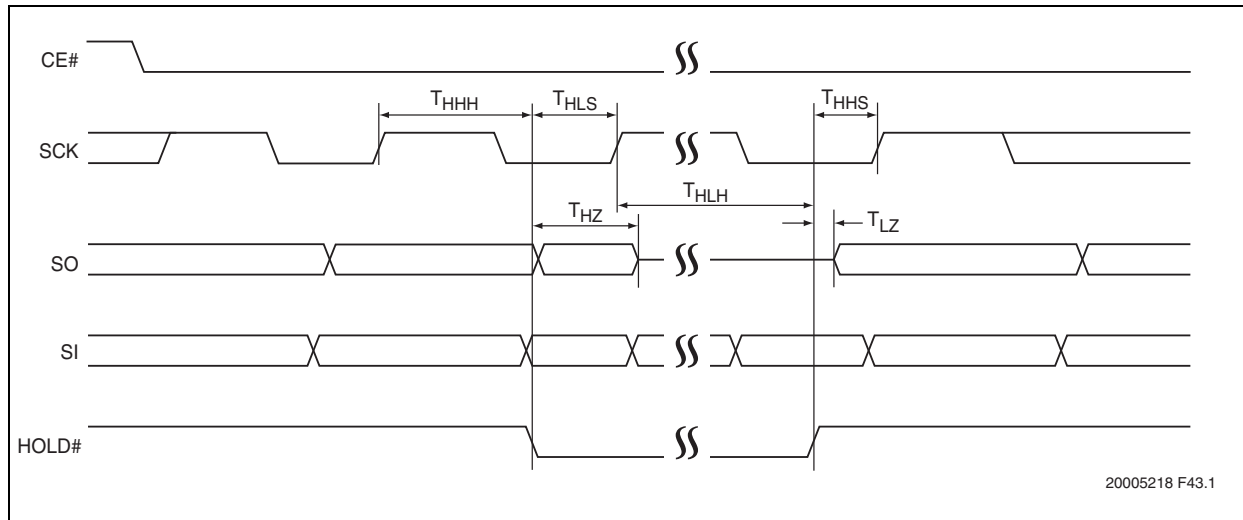 CE#
THHH THLS THHS
SCK
THLH
THZ TLZ
SO
SI
HOLD#
20005218 F43.1